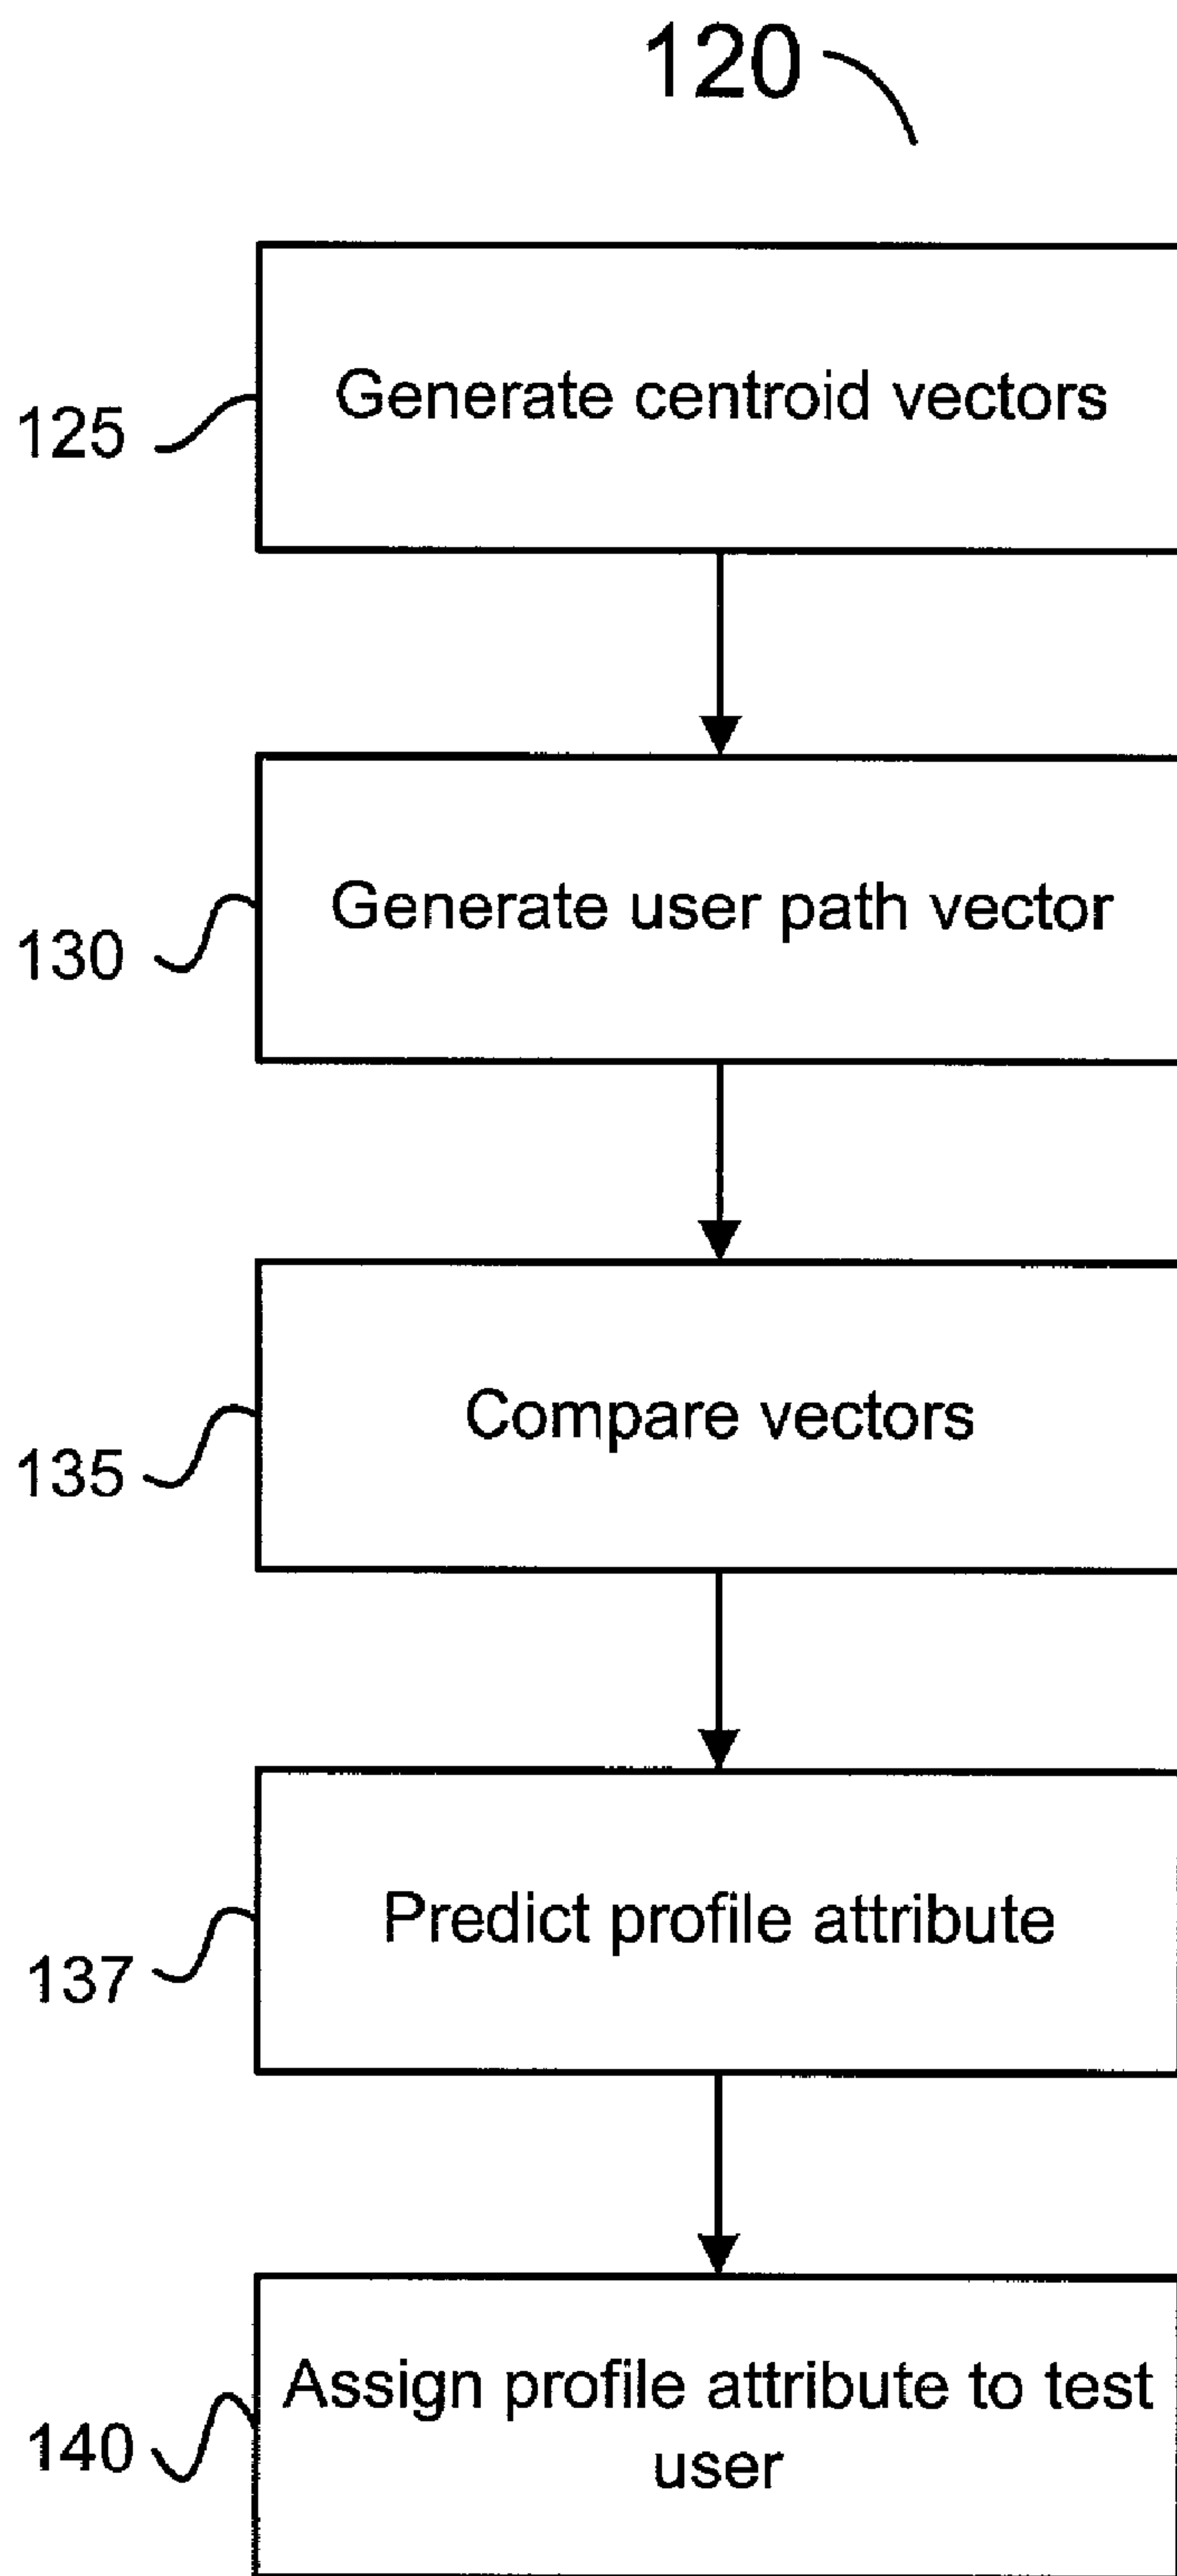 120
Generate centroid vectors
125
Generate user path vector
130
Compare vectors
135
Predict profile attribute
137
Assign profile attribute to test
user
140